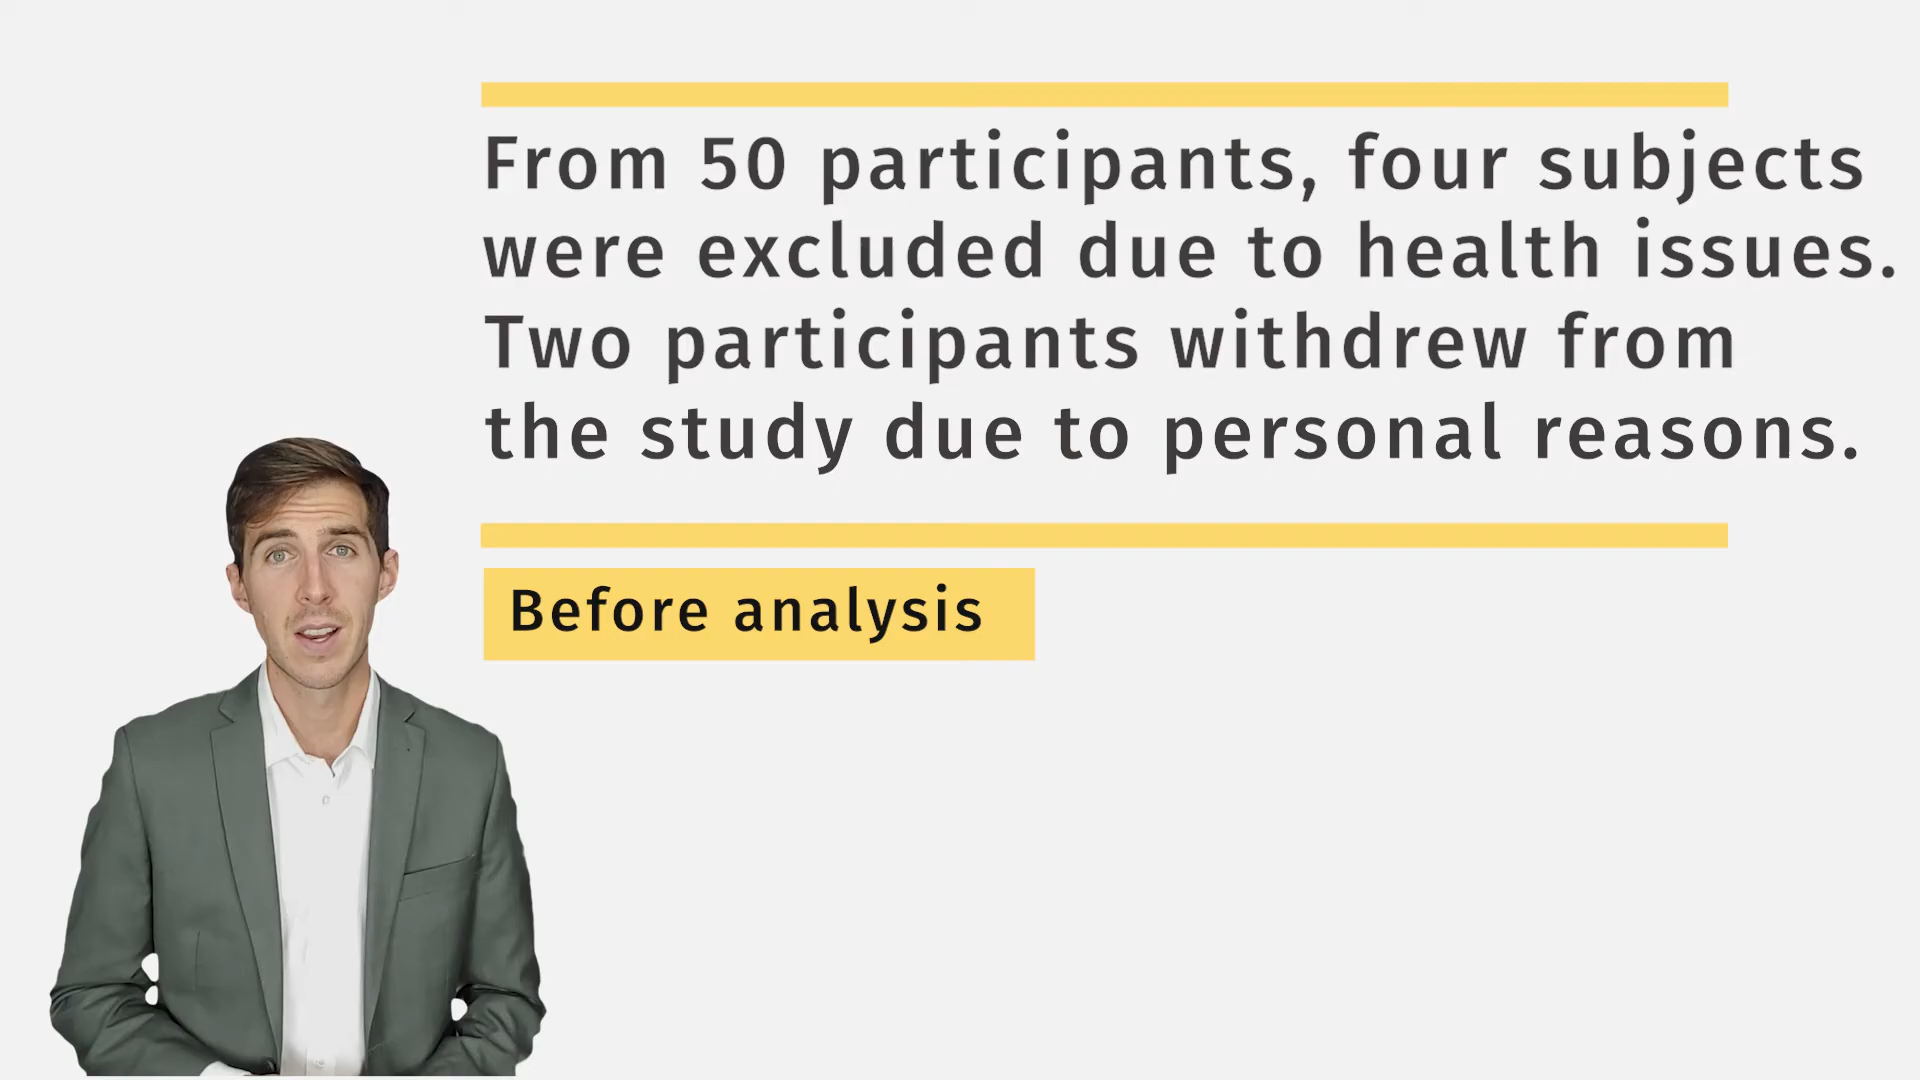 From 50 participants, four subjects
were excluded due to health issues.
Two participants withdrew from
the study due to personal reasons.
Before analysis